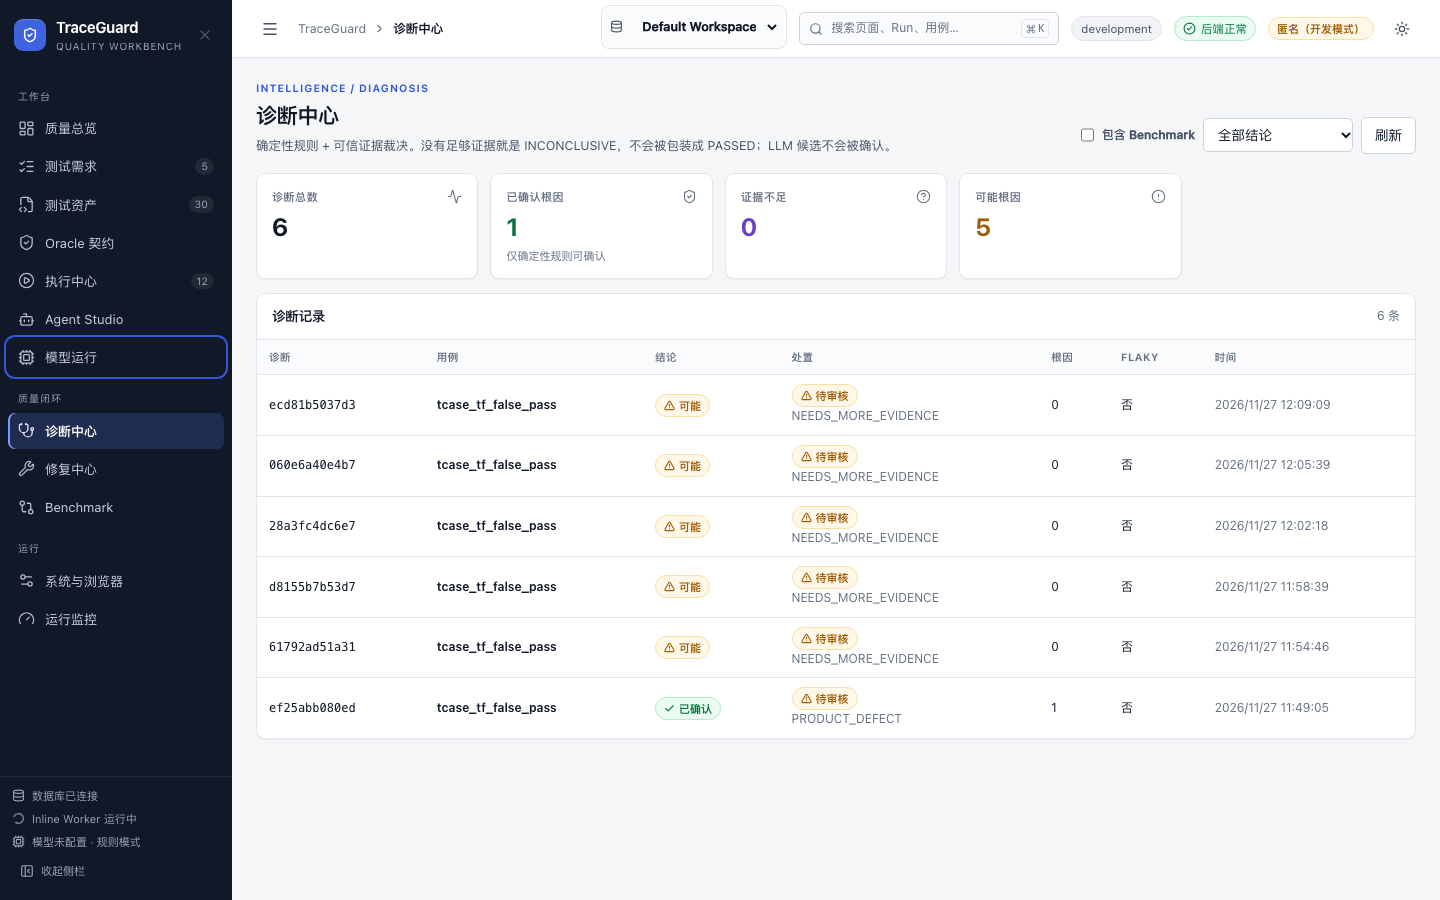 TraceGuard
QUALITY WORKBENCH
工作台
质量总览
测试需求 5
测试资产 30
Oracle 契约
执行中心 12
Agent Studio
模型运行
质量闭环
诊断中心
修复中心
Benchmark
运行
系统与浏览器
运行监控
数据库已连接
Inline Worker 运行中
模型未配置 · 规则模式
收起侧栏
TraceGuard > 诊断中心
Default Workspace
搜索页面、Run、用例... ⌘ K
development
后端正常
匿名（开发模式）
INTELLIGENCE / DIAGNOSIS
诊断中心
确定性规则 + 可信证据裁决。没有足够证据就是 INCONCLUSIVE，不会被包装成 PASSED；LLM 候选不会被确认。
包含 Benchmark
全部结论
刷新
诊断总数
6
已确认根因
1
仅确定性规则可确认
证据不足
0
可能根因
5
诊断记录 6 条
诊断 用例 结论 处置 根因 FLAKY 时间
ecd81b5037d3 tcase_tf_false_pass 可能 待审核 NEEDS_MORE_EVIDENCE 0 否 2026/11/27 12:09:09
060e6a40e4b7 tcase_tf_false_pass 可能 待审核 NEEDS_MORE_EVIDENCE 0 否 2026/11/27 12:05:39
28a3fc4dc6e7 tcase_tf_false_pass 可能 待审核 NEEDS_MORE_EVIDENCE 0 否 2026/11/27 12:02:18
d8155b7b53d7 tcase_tf_false_pass 可能 待审核 NEEDS_MORE_EVIDENCE 0 否 2026/11/27 11:58:39
61792ad51a31 tcase_tf_false_pass 可能 待审核 NEEDS_MORE_EVIDENCE 0 否 2026/11/27 11:54:46
ef25abb080ed tcase_tf_false_pass 已确认 待审核 PRODUCT_DEFECT 1 否 2026/11/27 11:49:05